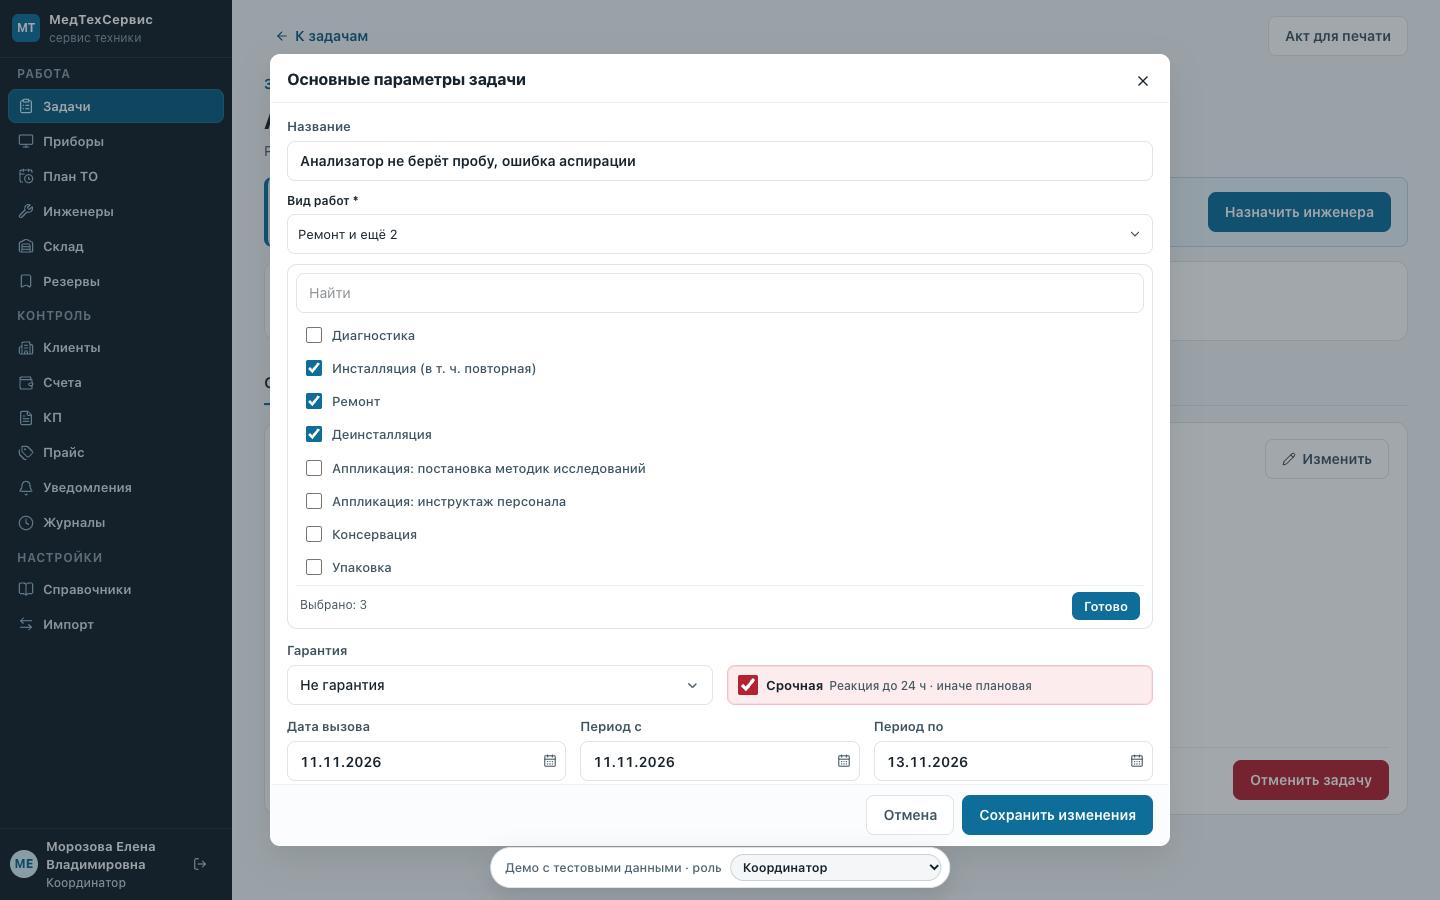 МТ
МедТехСервис
сервис техники
РАБОТА
Задачи
Приборы
План ТО
Инженеры
Склад
Резервы
КОНТРОЛЬ
Клиенты
Счета
КП
Прайс
Уведомления
Журналы
НАСТРОЙКИ
Справочники
Импорт
МЕ
Морозова Елена
Владимировна
Координатор
К задачам
Акт для печати
Назначить инженера
Изменить
Отменить задачу
Основные параметры задачи
Название
Анализатор не берёт пробу, ошибка аспирации
Вид работ *
Ремонт и ещё 2
Найти
Диагностика
Инсталляция (в т. ч. повторная)
Ремонт
Деинсталляция
Аппликация: постановка методик исследований
Аппликация: инструктаж персонала
Консервация
Упаковка
Выбрано: 3
Готово
Гарантия
Не гарантия
Срочная Реакция до 24 ч · иначе плановая
Дата вызова
Период с
Период по
11.11.2026
11.11.2026
13.11.2026
Отмена
Сохранить изменения
Демо с тестовыми данными · роль
Координатор